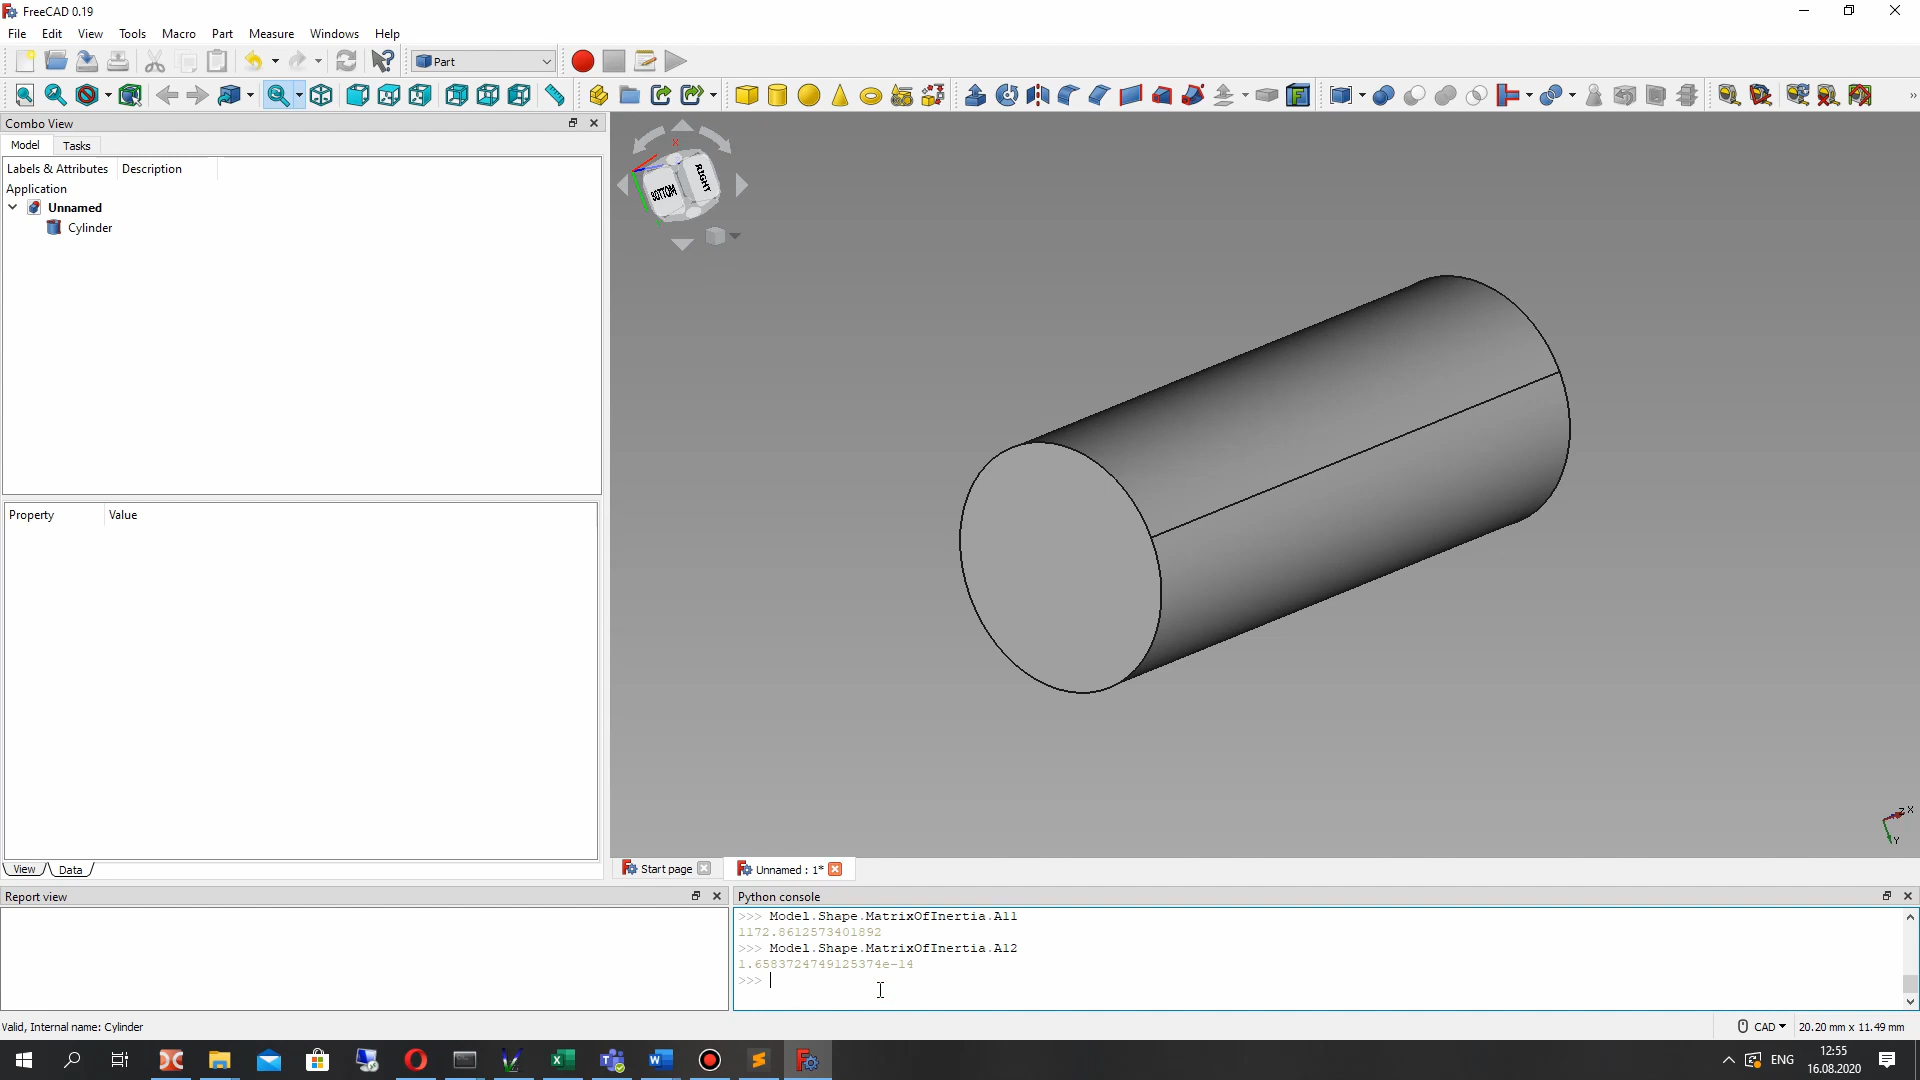 FreeCAD 0.19
File Edit View Tools Macro Part Measure Windows Help
Part
Combo View
Model Tasks
Labels & Attributes Description
Application
Unnamed
Cylinder
BOTTOM RIGHT
X
Property Value
View Data
Start page Unnamed : 1*
Z X
Y
Report view
Python console
>>> Model.Shape.MatrixOfInertia.A11
1172.8612573401892
>>> Model.Shape.MatrixOfInertia.A12
1.6583724749125374e-14
>>>
Valid, Internal name: Cylinder
CAD 20.20 mm x 11.49 mm
ENG
12:55
16.08.2020